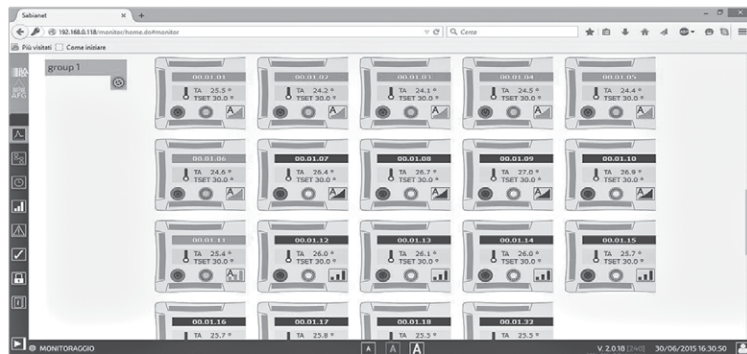 Sabianet
192.168.0.118/monitor/home.do#monitor
Cerca
Più visitati Come iniziare
group 1
00.01.01
TA 25.5 °
TSET 30.0 °
A
00.01.02
TA 24.2 °
TSET 30.0 °
A
00.01.03
TA 24.1 °
TSET 30.0 °
A
00.01.04
TA 24.5 °
TSET 30.0 °
A
00.01.05
TA 24.4 °
TSET 30.0 °
A
00.01.06
TA 24.6 °
TSET 30.0 °
A
00.01.07
TA 26.4 °
TSET 30.0 °
A
00.01.08
TA 26.7 °
TSET 30.0 °
A
00.01.09
TA 27.0 °
TSET 30.0 °
A
00.01.10
TA 26.9 °
TSET 30.0 °
A
00.01.11
TA 25.4 °
TSET 30.0 °
A
00.01.12
TA 26.0 °
TSET 30.0 °
00.01.13
TA 26.1 °
TSET 30.0 °
00.01.14
TA 26.0 °
TSET 30.0 °
00.01.15
TA 25.7 °
TSET 30.0 °
00.01.16
TA 25.7 °
00.01.17
TA 25.8 °
00.01.18
TA 25.5 °
00.01.32
TA 25.5 °
MONITORAGGIO
A A A
V. 2.0.18 [240] 30/06/2015 16:30:50